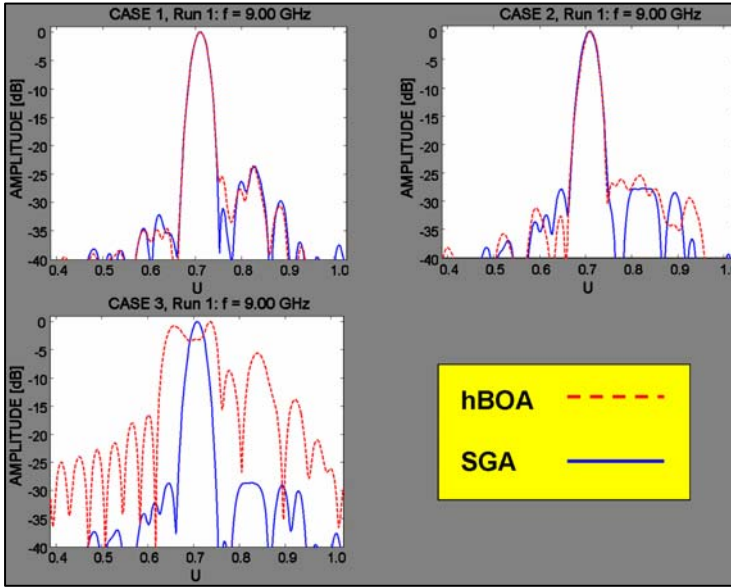 CASE 1, Run 1: f = 9.00 GHz
0
-5
-10
-15
-20
-25
-30
-35
-40
AMPLITUDE [dB]
0.4 0.5 0.6 0.7 0.8 0.9 1.0
U
CASE 2, Run 1: f = 9.00 GHz
0
-5
-10
-15
-20
-25
-30
-35
-40
AMPLITUDE [dB]
0.4 0.5 0.6 0.7 0.8 0.9 1.0
U
CASE 3, Run 1: f = 9.00 GHz
0
-5
-10
-15
-20
-25
-30
-35
-40
AMPLITUDE [dB]
0.4 0.5 0.6 0.7 0.8 0.9 1.0
U
hBOA
SGA